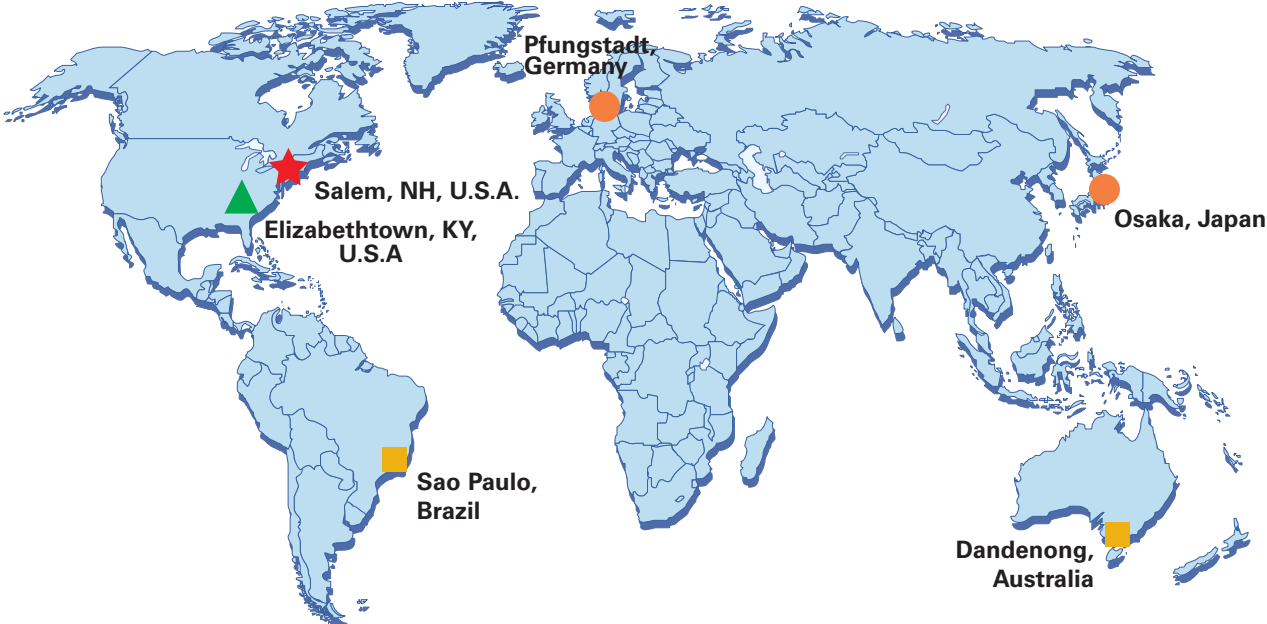 Pfungstadt,
Germany
Salem, NH, U.S.A.
Elizabethtown, KY,
U.S.A
Osaka, Japan
Sao Paulo,
Brazil
Dandenong,
Australia